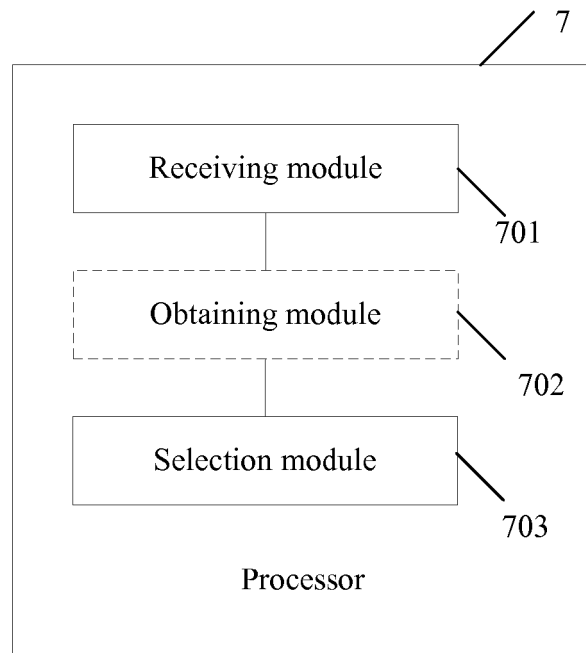 7
Receiving module
701
Obtaining module
702
Selection module
703
Processor